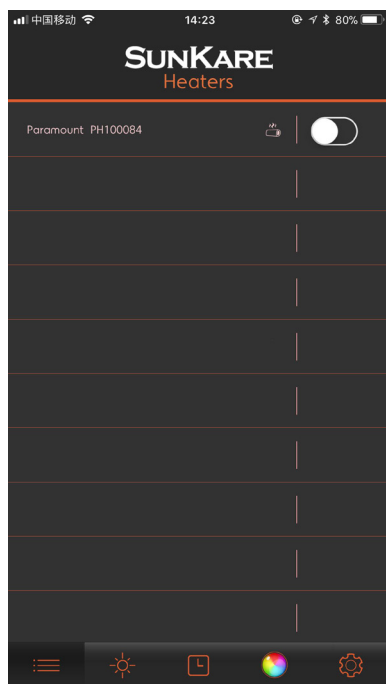 中国移动 14:23 80%
SUNKARE
Heaters
Paramount PH100084